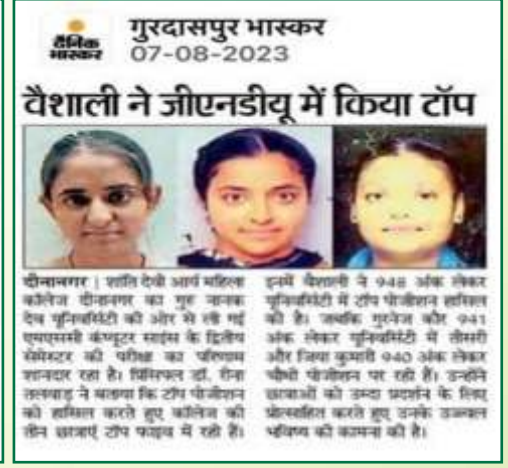 दैनिक
भास्कर
गुरदासपुर भास्कर
07-08-2023
वैशाली ने जीएनडीयू में किया टॉप
दीनानगर | शांति देवी आर्य महिला
कॉलेज दीनानगर का गुरु नानक
देव यूनिवर्सिटी की ओर से ली गई
एमएससी कंप्यूटर साइंस के द्वितीय
सेमेस्टर की परीक्षा का परिणाम
शानदार रहा है। प्रिंसिपल डॉ. रीना
तलवाड़ ने बताया कि टॉप पोजीशन
को हासिल करते हुए कॉलेज की
तीन छात्राएं टॉप फाइव में रही हैं।
इनमें वैशाली ने 948 अंक लेकर
यूनिवर्सिटी में टॉप पोजीशन हासिल
की है। जबकि गुरनेज कौर 941
अंक लेकर यूनिवर्सिटी में तीसरी
और जिया कुमारी 940 अंक लेकर
चौथी पोजीशन पर रही हैं। उन्होंने
छात्राओं को उम्दा प्रदर्शन के लिए
प्रोत्साहित करते हुए उनके उज्ज्वल
भविष्य की कामना की है।